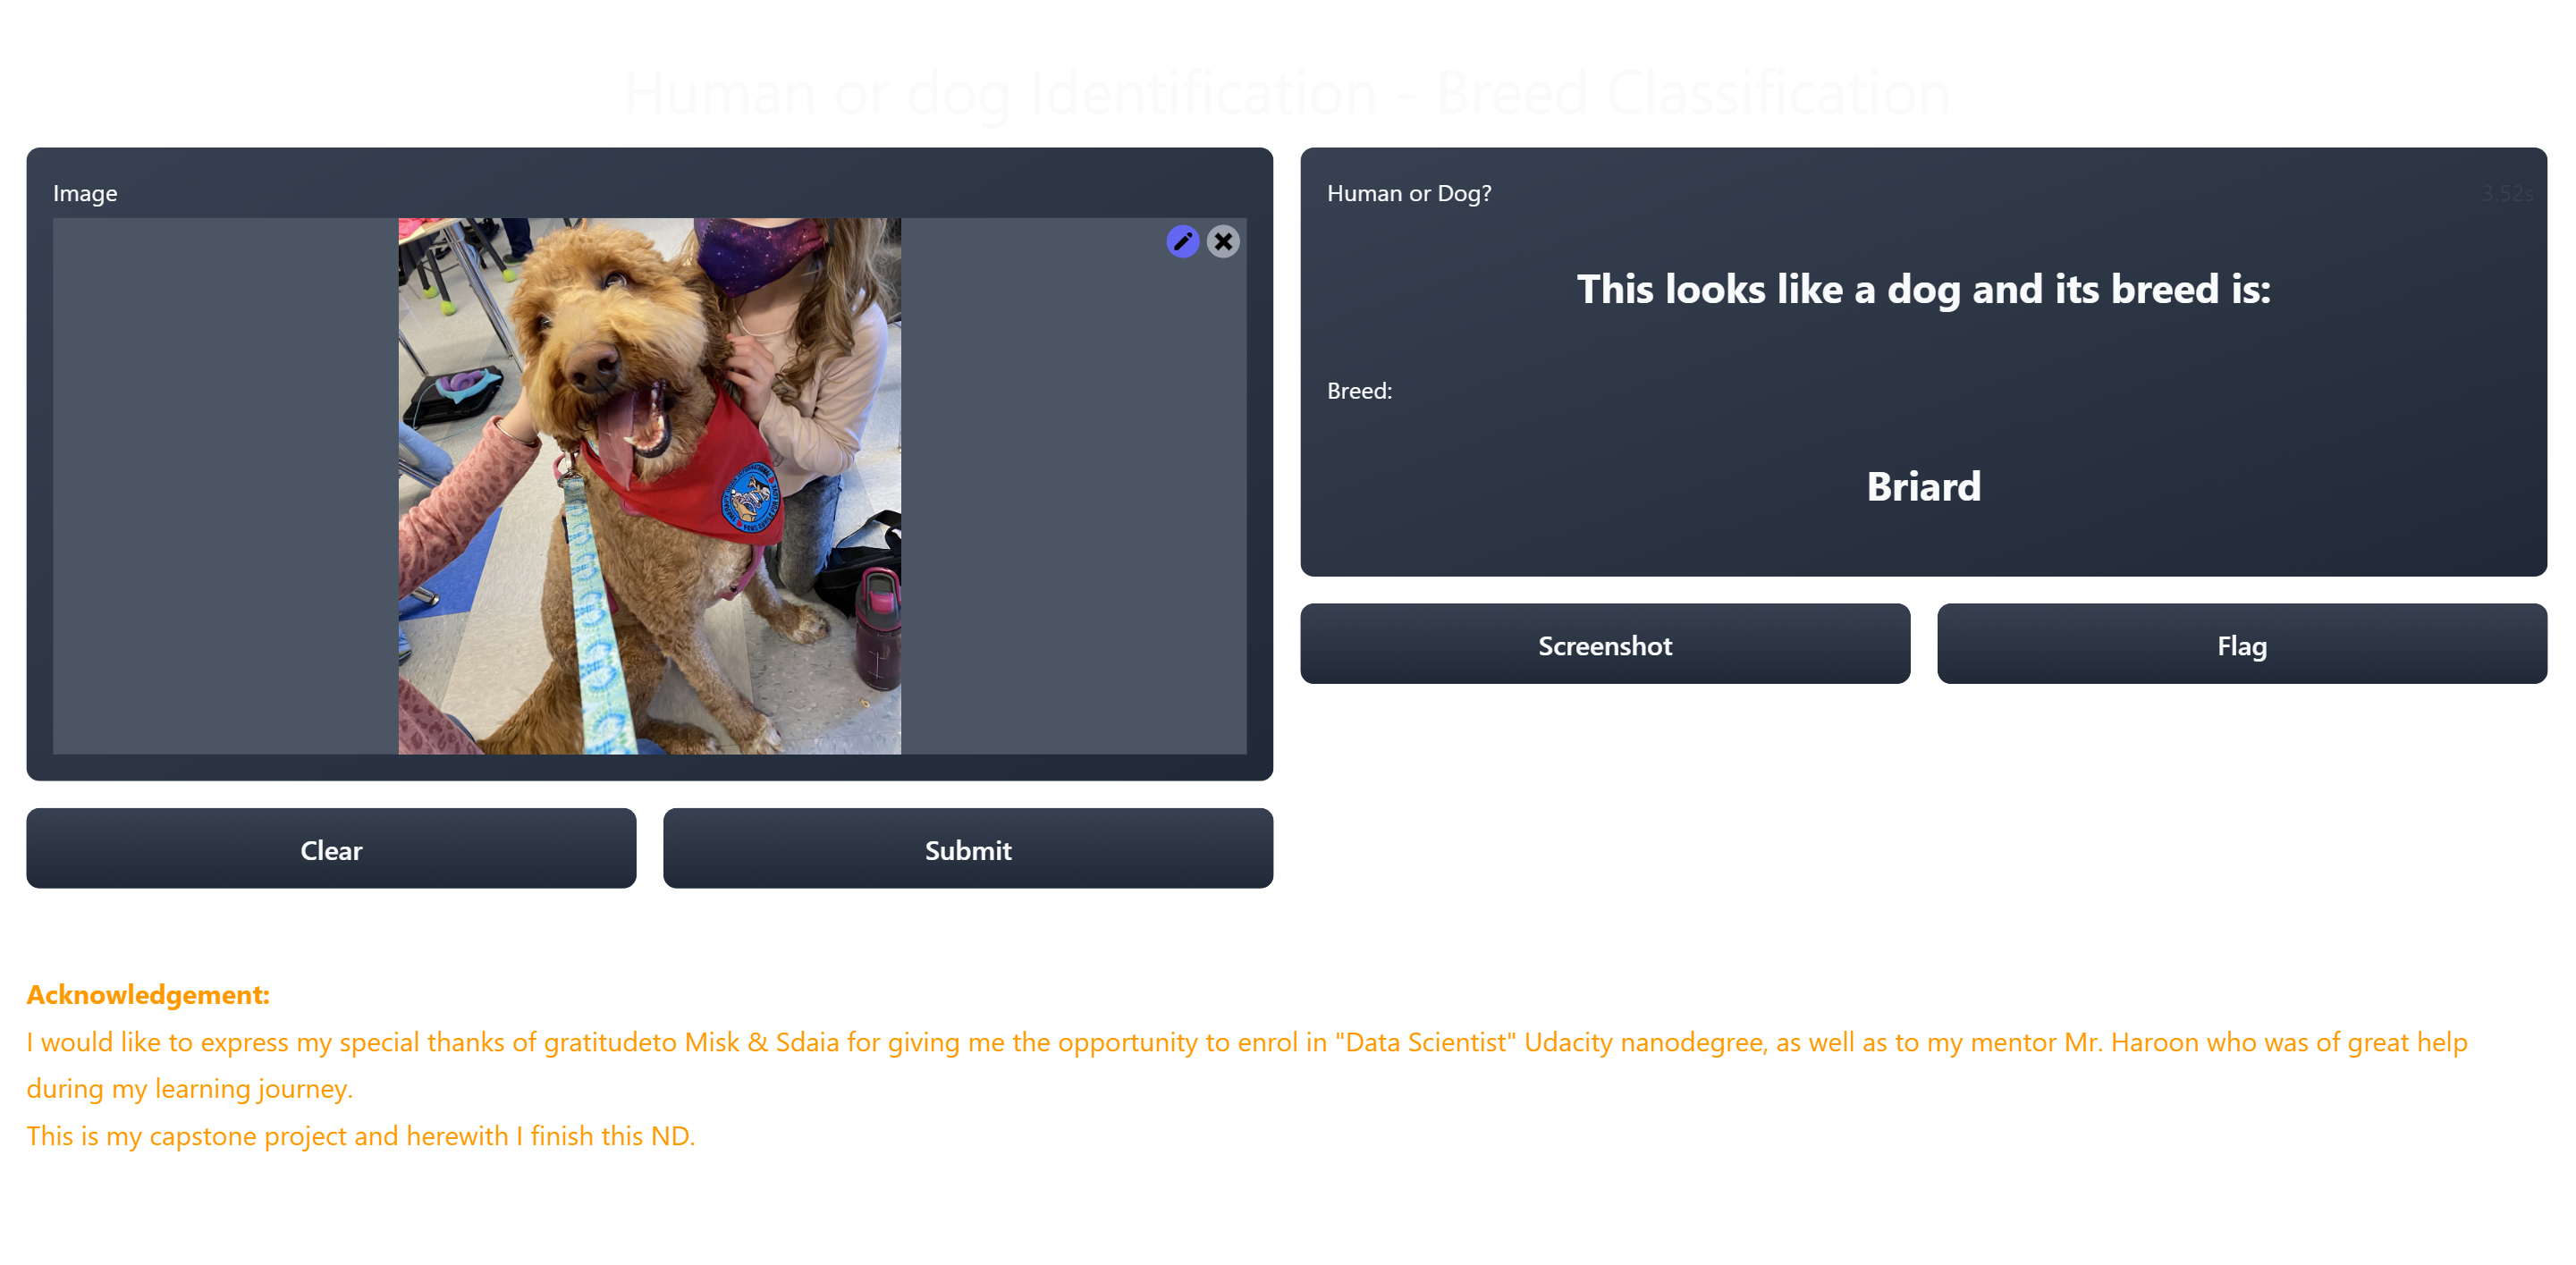 Human or dog Identification - Breed Classification
Image
Human or Dog?
3.52s
This looks like a dog and its breed is:
Breed:
Briard
Screenshot
Flag
Clear
Submit
Acknowledgement:
I would like to express my special thanks of gratitudeto Misk & Sdaia for giving me the opportunity to enrol in "Data Scientist" Udacity nanodegree, as well as to my mentor Mr. Haroon who was of great help
during my learning journey.
This is my capstone project and herewith I finish this ND.